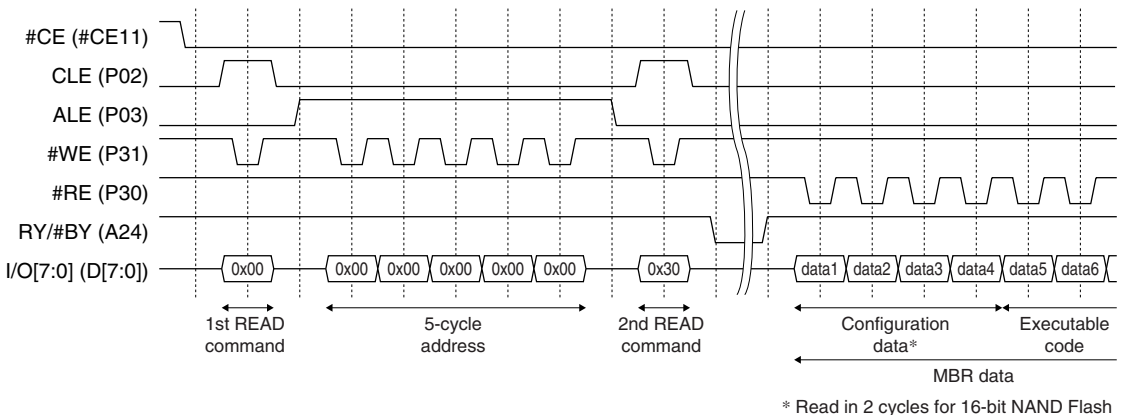 #CE (#CE11)
CLE (P02)
ALE (P03)
#WE (P31)
#RE (P30)
RY/#BY (A24)
I/O[7:0] (D[7:0]) 0x00 0x00 0x00 0x00 0x00 0x00 0x30 data1 data2 data3 data4 data5 data6
1st READ command
5-cycle address
2nd READ command
Configuration data*
Executable code
MBR data
* Read in 2 cycles for 16-bit NAND Flash